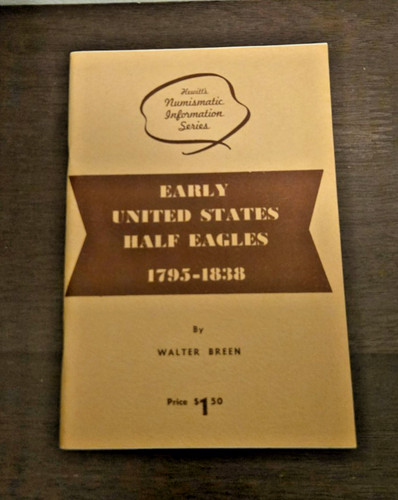 Hewitt's
Numismatic
Information
Series
EARLY
UNITED STATES
HALF EAGLES
1795-1838
By
WALTER BREEN
Price $1.50